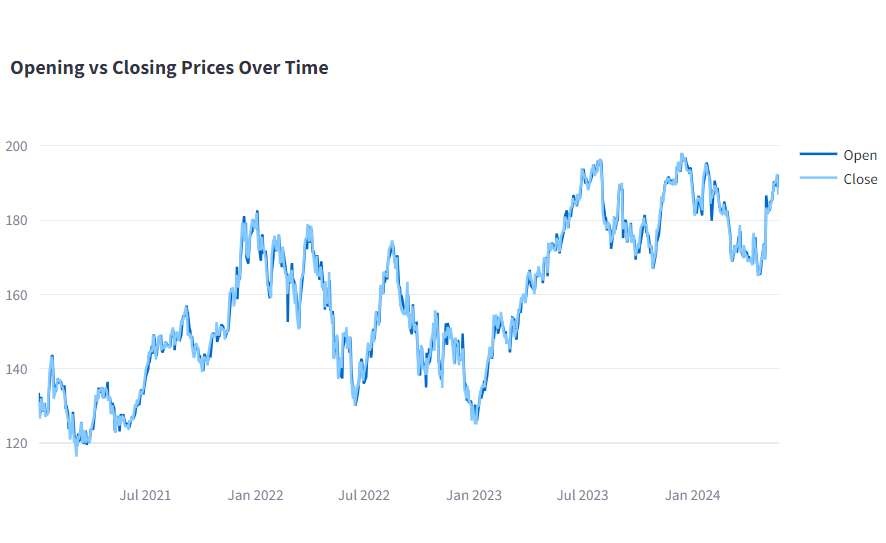 Opening vs Closing Prices Over Time
200
180
160
140
120
Jul 2021
Jan 2022
Jul 2022
Jan 2023
Jul 2023
Jan 2024
Open
Close